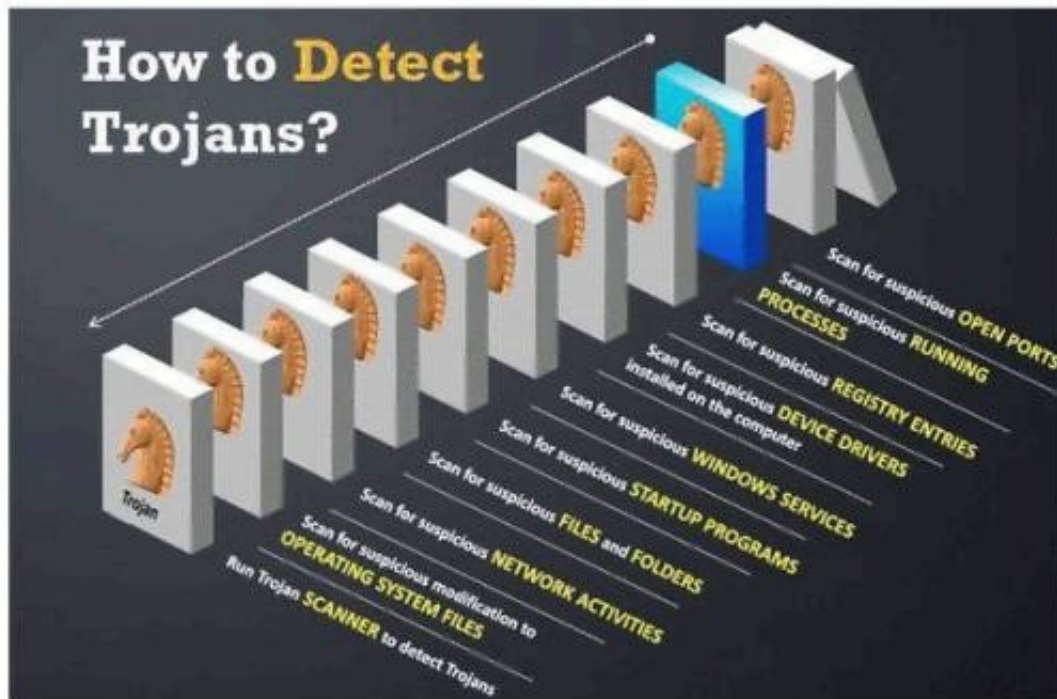 How to Detect
Trojans?
Scan for suspicious OPEN PORTS
Scan for suspicious RUNNING
PROCESSES
Scan for suspicious REGISTRY ENTRIES
Scan for suspicious DEVICE DRIVERS
installed on the computer
Scan for suspicious WINDOWS SERVICES
Scan for suspicious STARTUP PROGRAMS
Scan for suspicious FILES and FOLDERS
Scan for suspicious NETWORK ACTIVITIES
Scan for suspicious modification to
OPERATING SYSTEM FILES
Run Trojan SCANNER to detect Trojans
Trojan